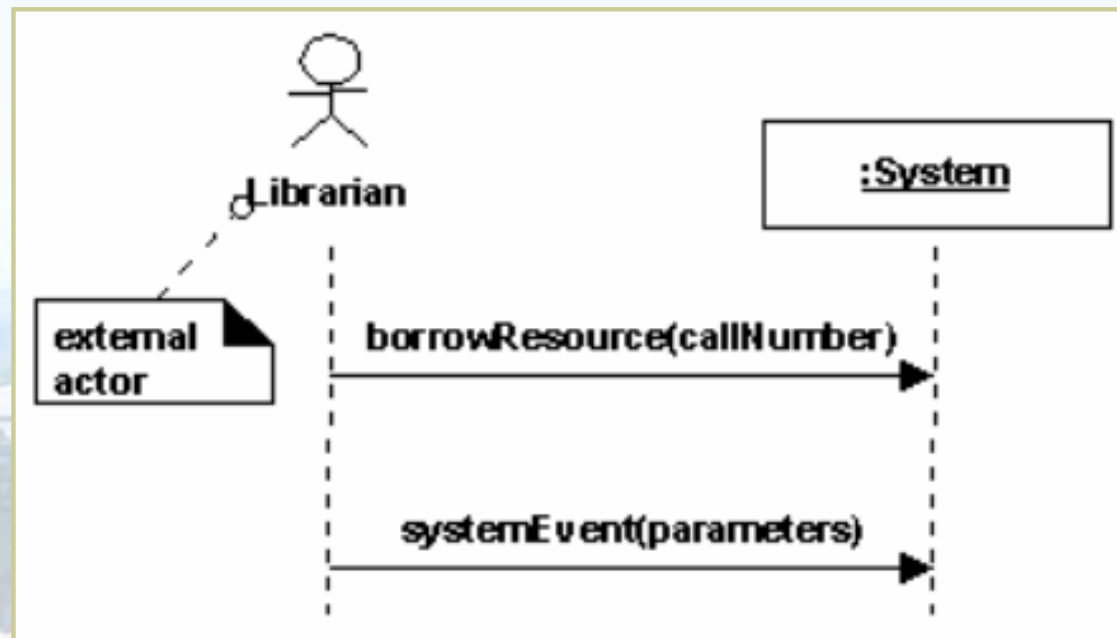 Librarian
:System
external
actor
borrowResource(callNumber)
systemEvent(parameters)